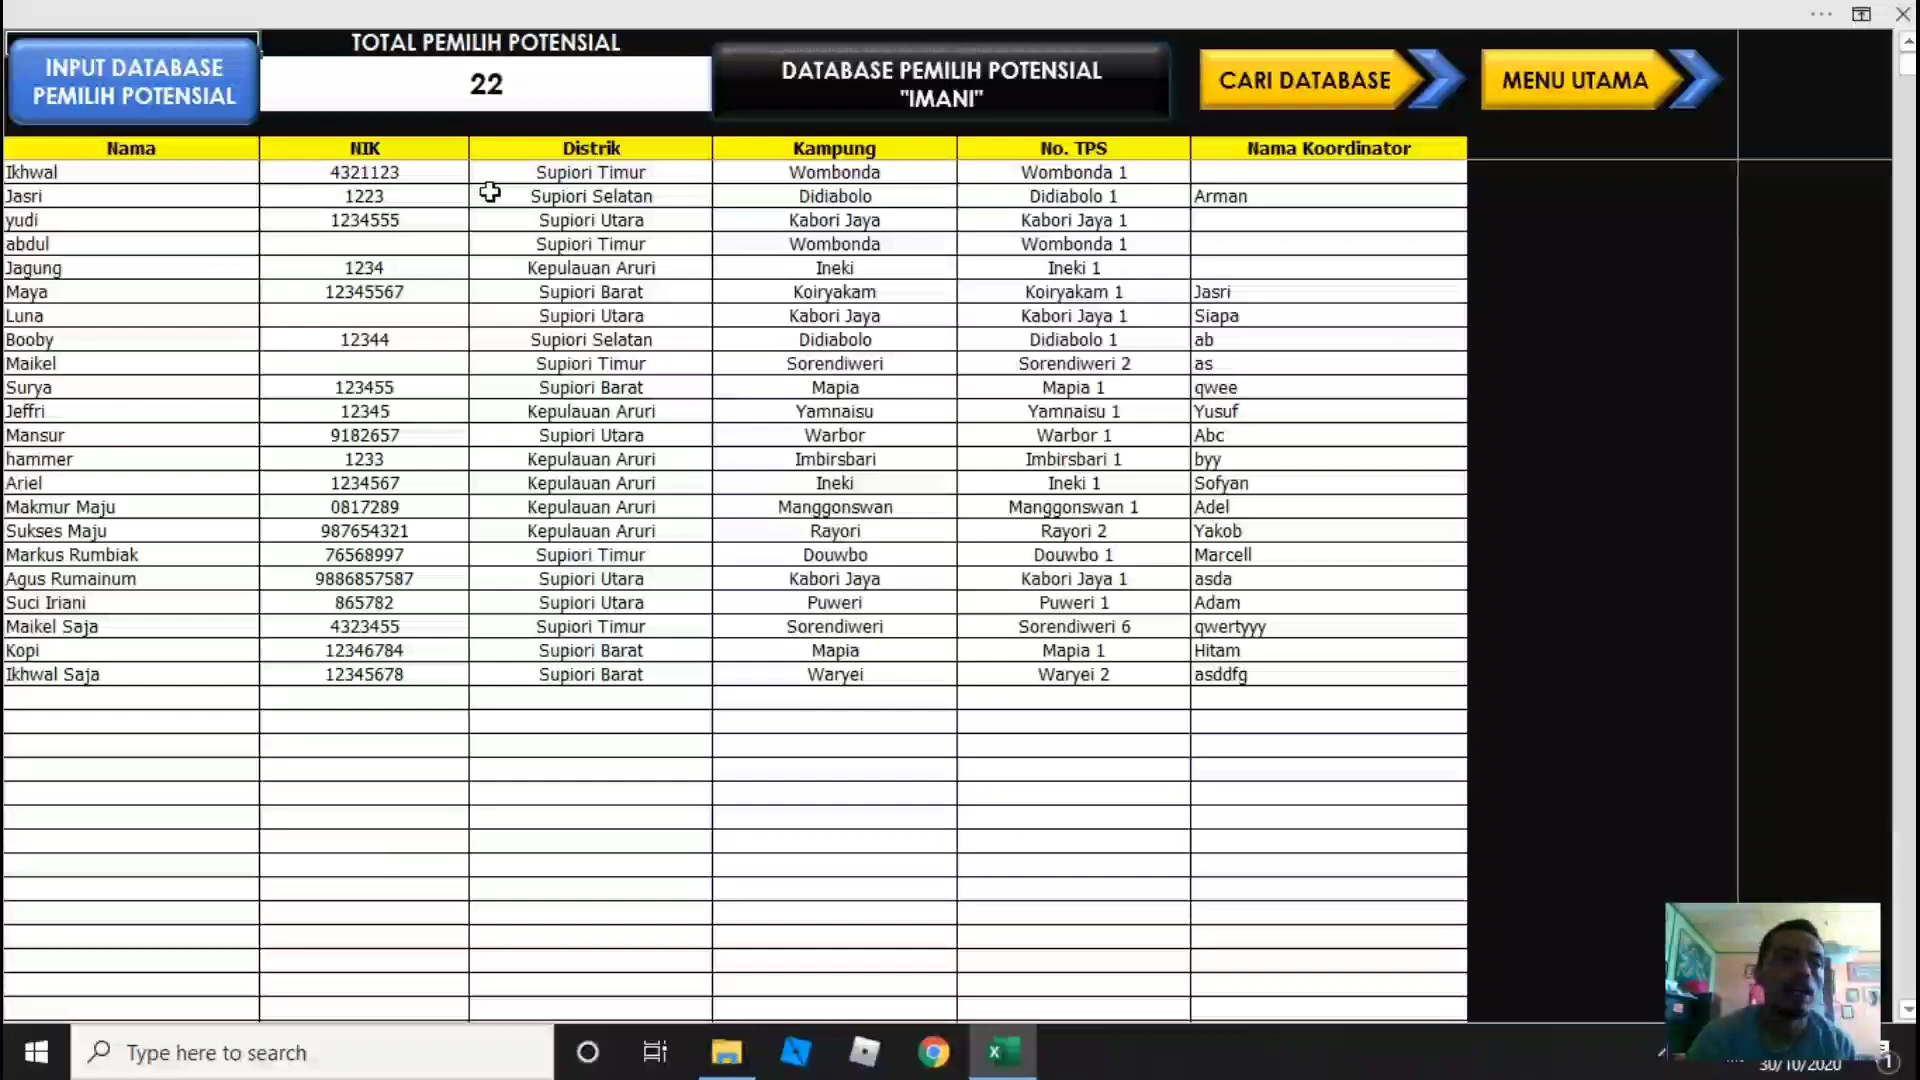 INPUT DATABASE
PEMILIH POTENSIAL
TOTAL PEMILIH POTENSIAL
22
DATABASE PEMILIH POTENSIAL
"IMANI"
CARI DATABASE
MENU UTAMA
Nama NIK Distrik Kampung No. TPS Nama Koordinator
Ikhwal 4321123 Supiori Timur Wombonda Wombonda 1
Jasri 1223 Supiori Selatan Didiabolo Didiabolo 1 Arman
yudi 1234555 Supiori Utara Kabori Jaya Kabori Jaya 1
abdul Supiori Timur Wombonda Wombonda 1
Jagung 1234 Kepulauan Aruri Ineki Ineki 1
Maya 12345567 Supiori Barat Koiryakam Koiryakam 1 Jasri
Luna Supiori Utara Kabori Jaya Kabori Jaya 1 Siapa
Booby 12344 Supiori Selatan Didiabolo Didiabolo 1 ab
Maikel Supiori Timur Sorendiweri Sorendiweri 2 as
Surya 123455 Supiori Barat Mapia Mapia 1 qwee
Jeffri 12345 Kepulauan Aruri Yamnaisu Yamnaisu 1 Yusuf
Mansur 9182657 Supiori Utara Warbor Warbor 1 Abc
hammer 1233 Kepulauan Aruri Imbirsbari Imbirsbari 1 byy
Ariel 1234567 Kepulauan Aruri Ineki Ineki 1 Sofyan
Makmur Maju 0817289 Kepulauan Aruri Manggonswan Manggonswan 1 Adel
Sukses Maju 987654321 Kepulauan Aruri Rayori Rayori 2 Yakob
Markus Rumbiak 76568997 Supiori Timur Douwbo Douwbo 1 Marcell
Agus Rumainum 9886857587 Supiori Utara Kabori Jaya Kabori Jaya 1 asda
Suci Iriani 865782 Supiori Utara Puweri Puweri 1 Adam
Maikel Saja 4323455 Supiori Timur Sorendiweri Sorendiweri 6 qwertyyy
Kopi 12346784 Supiori Barat Mapia Mapia 1 Hitam
Ikhwal Saja 12345678 Supiori Barat Waryei Waryei 2 asddfg
Type here to search
30/10/2020
1